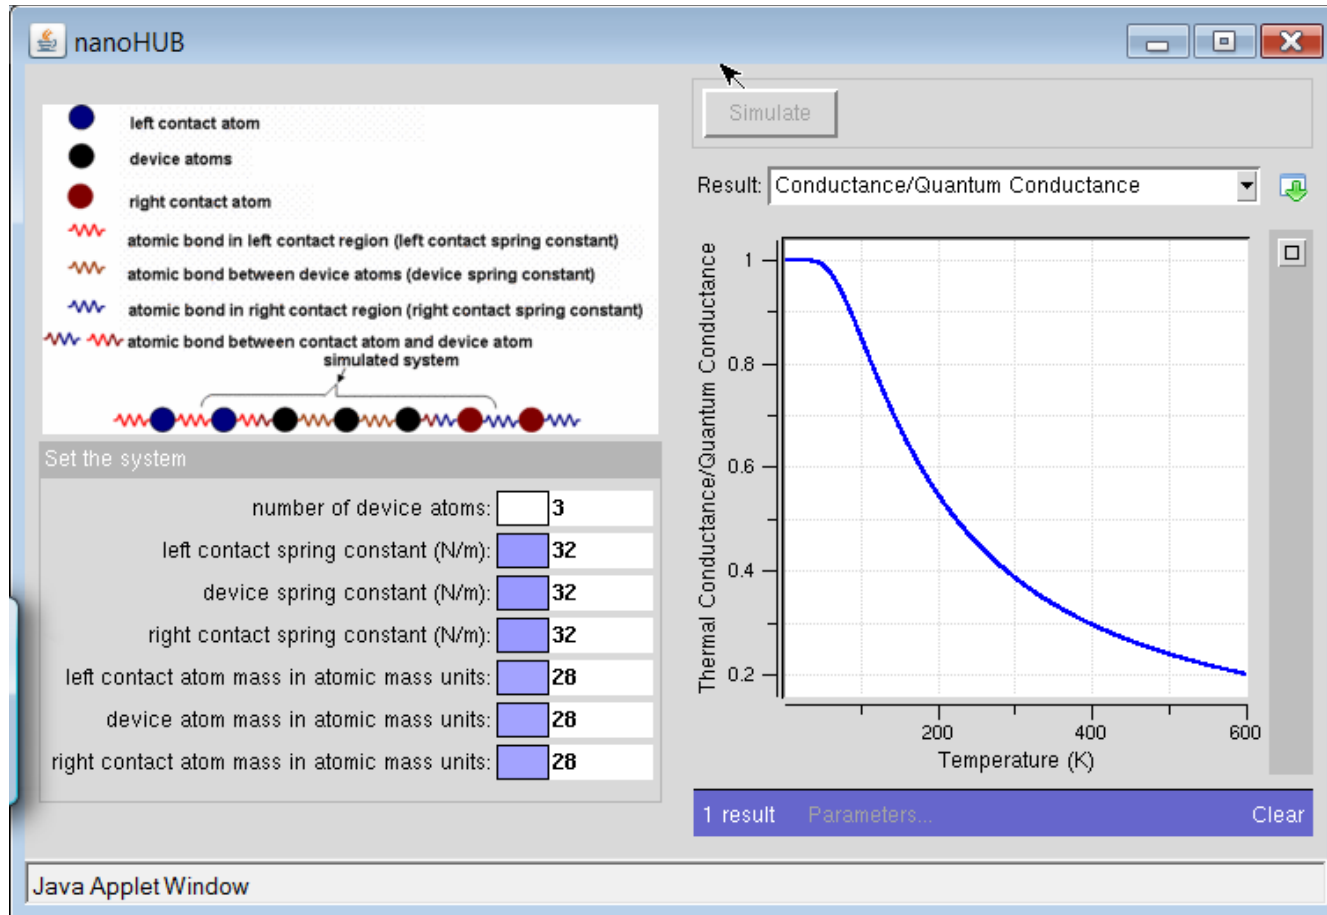 nanoHUB
left contact atom
device atoms
right contact atom
atomic bond in left contact region (left contact spring constant)
atomic bond between device atoms (device spring constant)
atomic bond in right contact region (right contact spring constant)
atomic bond between contact atom and device atom
simulated system
Set the system
number of device atoms: 3
left contact spring constant (N/m): 32
device spring constant (N/m): 32
right contact spring constant (N/m): 32
left contact atom mass in atomic mass units: 28
device atom mass in atomic mass units: 28
right contact atom mass in atomic mass units: 28
Simulate
Result: Conductance/Quantum Conductance
Thermal Conductance/Quantum Conductance
1
0.8
0.6
0.4
0.2
200 400 600
Temperature (K)
1 result Parameters... Clear
Java Applet Window